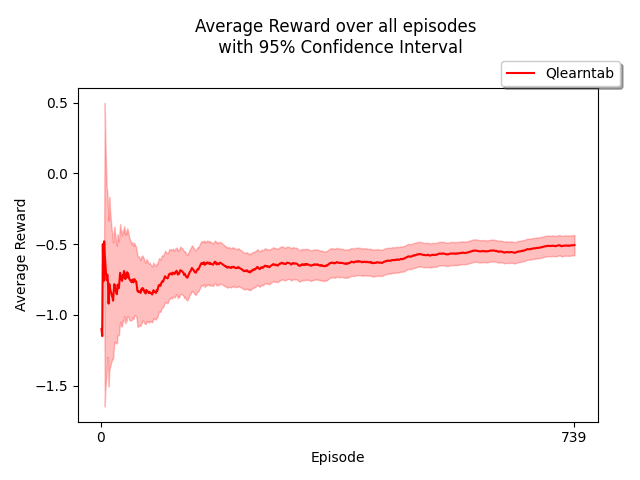 Average Reward over all episodes
with 95% Confidence Interval
Qlearntab
0.5
0.0
−0.5
−1.0
−1.5
Average Reward
0
739
Episode